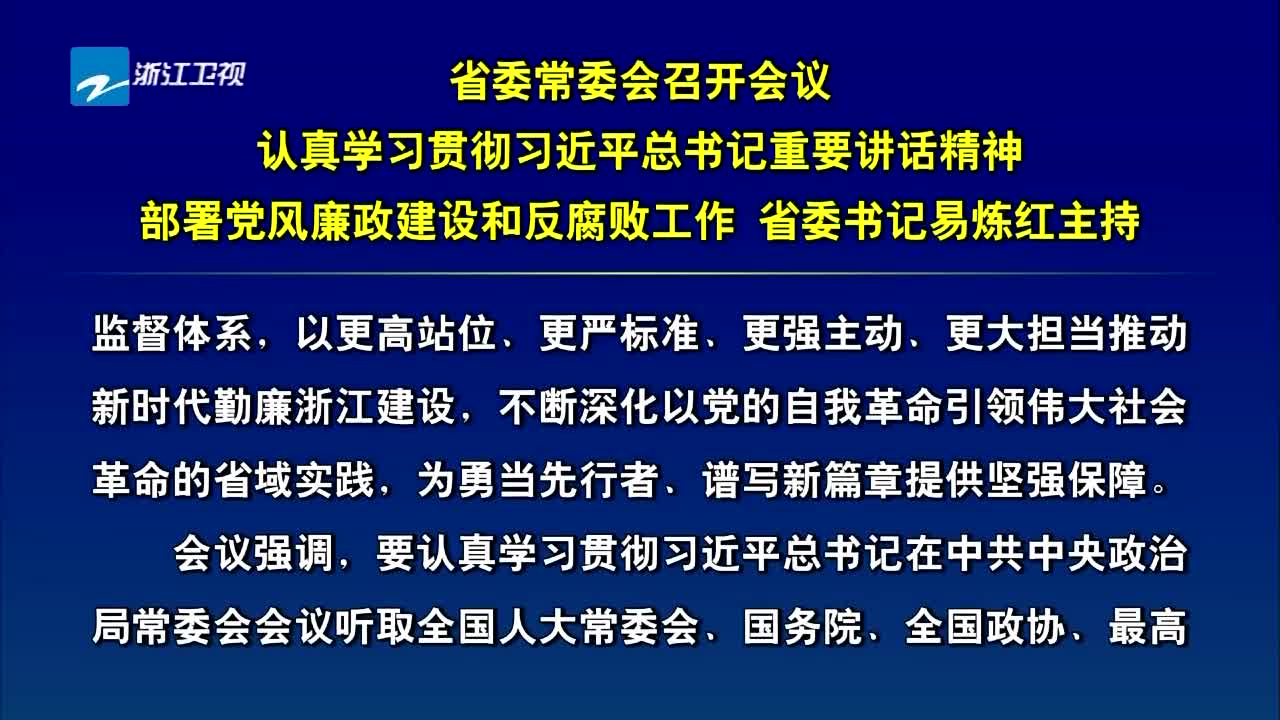 浙江卫视
省委常委会召开会议
认真学习贯彻习近平总书记重要讲话精神
部署党风廉政建设和反腐败工作 省委书记易炼红主持
监督体系，以更高站位、更严标准、更强主动、更大担当推动
新时代勤廉浙江建设，不断深化以党的自我革命引领伟大社会
革命的省域实践，为勇当先行者、谱写新篇章提供坚强保障。
会议强调，要认真学习贯彻习近平总书记在中共中央政治
局常委会会议听取全国人大常委会、国务院、全国政协、最高